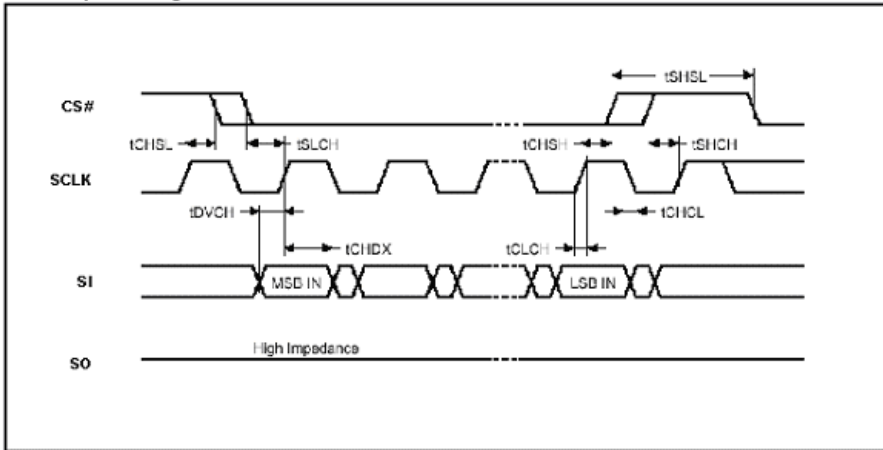 tSHSL
CS#
tCHSL
tSLCH
tCHSH
tSHCH
SCLK
tDVCH
tCHCL
tCHDX
tCLCH
SI
MSB IN
LSB IN
High Impedance
SO